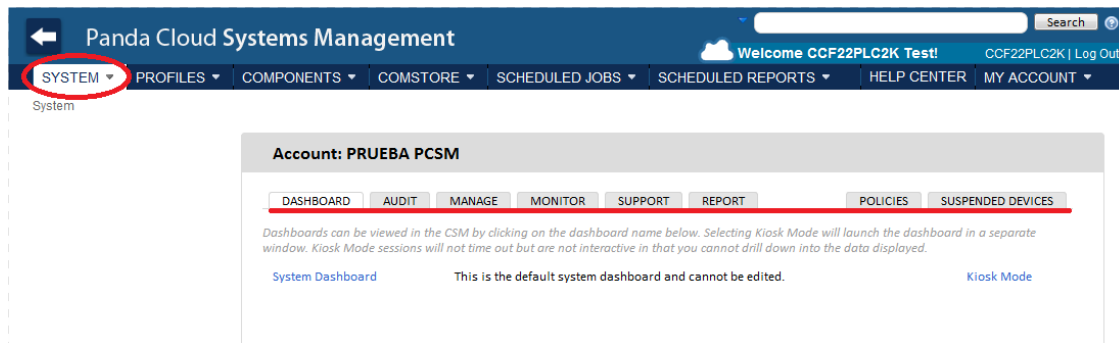 Search
Panda Cloud Systems Management
Welcome CCF22PLC2K Test! CCF22PLC2K | Log Out
SYSTEM PROFILES COMPONENTS COMSTORE SCHEDULED JOBS SCHEDULED REPORTS HELP CENTER MY ACCOUNT
System
Account: PRUEBA PCSM
DASHBOARD AUDIT MANAGE MONITOR SUPPORT REPORT POLICIES SUSPENDED DEVICES
Dashboards can be viewed in the CSM by clicking on the dashboard name below. Selecting Kiosk Mode will launch the dashboard in a separate
window. Kiosk Mode sessions will not time out but are not interactive in that you cannot drill down into the data displayed.
System Dashboard This is the default system dashboard and cannot be edited. Kiosk Mode